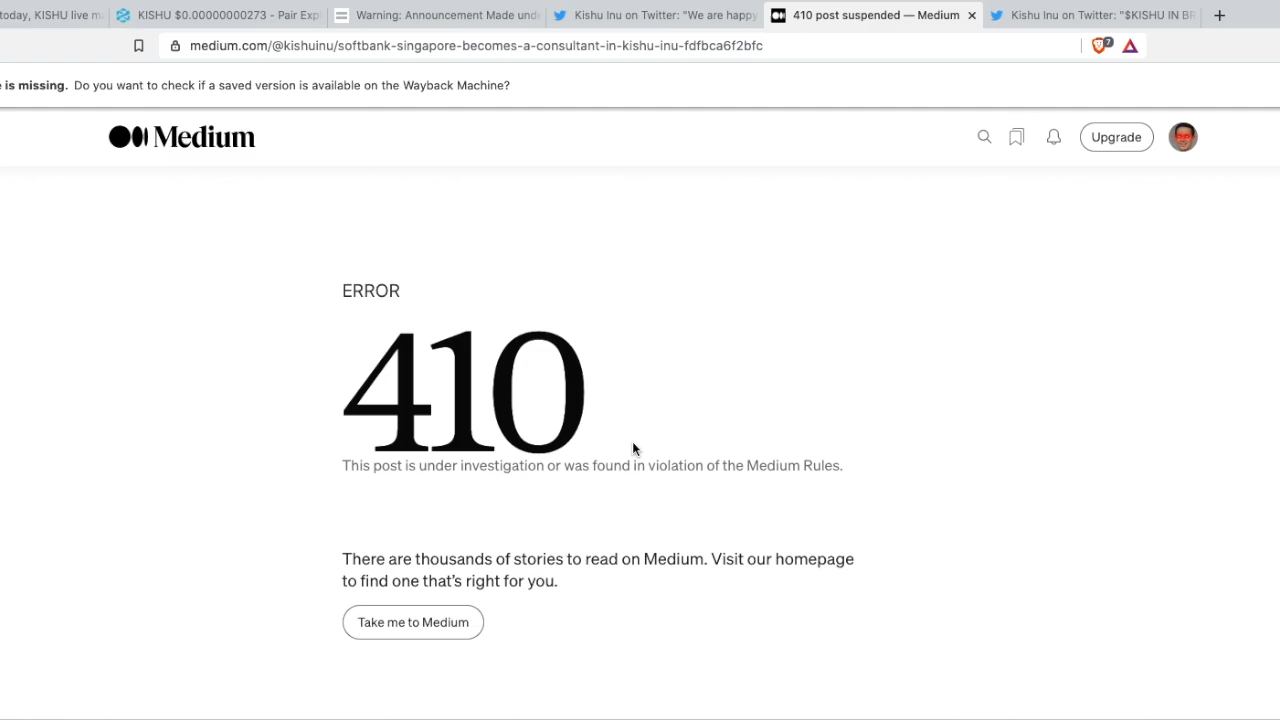 today, KISHU
KISHU $0.00000000273 - Pair Exp
Warning: Announcement Made und
Kishu Inu on Twitter: "We are happy
410 post suspended — Medium
Kishu Inu on Twitter: "$KISHU IN BR
medium.com/@kishuinu/softbank-singapore-becomes-a-consultant-in-kishu-inu-fdfbca6f2bfc
7
is missing. Do you want to check if a saved version is available on the Wayback Machine?
Medium
Upgrade
ERROR
410
This post is under investigation or was found in violation of the Medium Rules.
There are thousands of stories to read on Medium. Visit our homepage
to find one that's right for you.
Take me to Medium